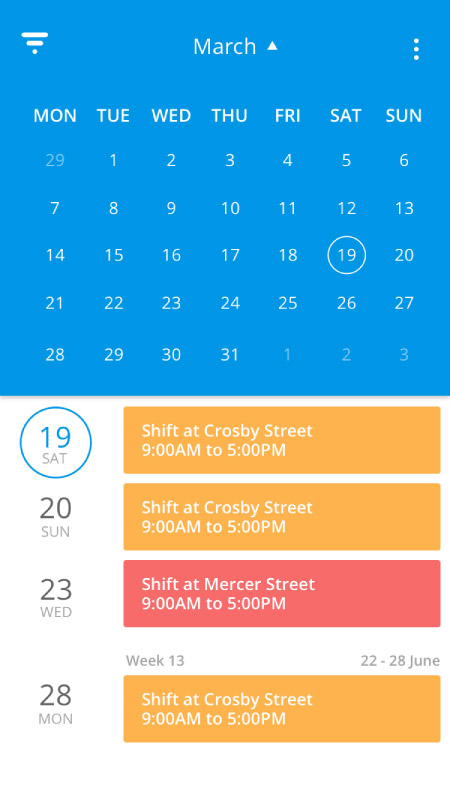 March
MON TUE WED THU FRI SAT SUN
29 1 2 3 4 5 6
7 8 9 10 11 12 13
14 15 16 17 18 19 20
21 22 23 24 25 26 27
28 29 30 31 1 2 3
19
SAT
Shift at Crosby Street
9:00AM to 5:00PM
20
SUN
Shift at Crosby Street
9:00AM to 5:00PM
23
WED
Shift at Mercer Street
9:00AM to 5:00PM
Week 13 22 - 28 June
28
MON
Shift at Crosby Street
9:00AM to 5:00PM